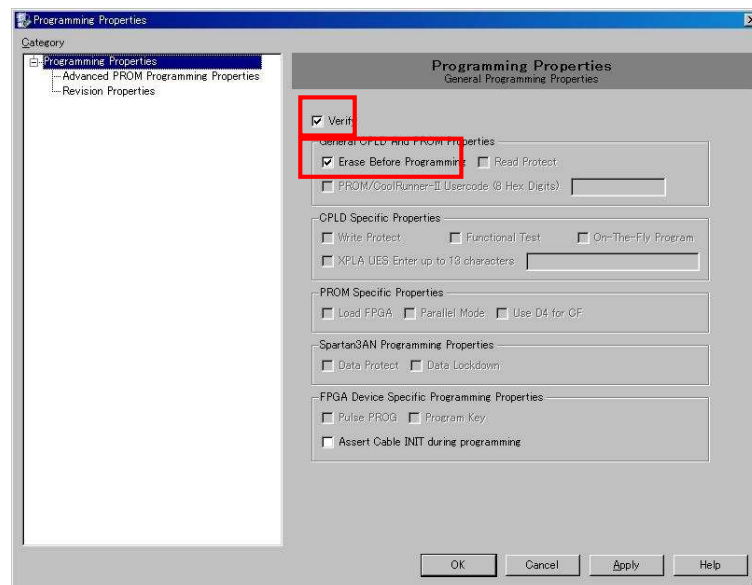 Programming Properties
Category
Programming Properties
Advanced PROM Programming Properties
Revision Properties
Programming Properties
General Programming Properties
Verify
General CPLD And PROM Properties
Erase Before Programming Read Protect
PROM/CoolRunner-II Usercode (8 Hex Digits)
CPLD Specific Properties
Write Protect Functional Test On-The-Fly Program
XPLA UES Enter up to 13 characters
PROM Specific Properties
Load FPGA Parallel Mode Use D4 for CF
Spartan3AN Programming Properties
Data Protect Data Lockdown
FPGA Device Specific Programming Properties
Pulse PROG Program Key
Assert Cable INIT during programming
OK Cancel Apply Help